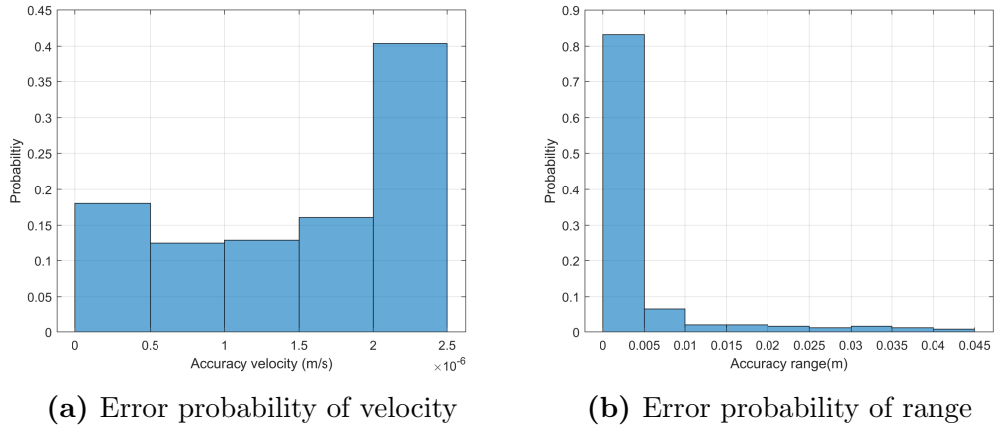 0.45
0.4
0.35
0.3
0.25
0.2
0.15
0.1
0.05
0
Probabiltiy
0 0.5 1 1.5 2 2.5
Accuracy velocity (m/s)
×10⁻⁶
(a) Error probability of velocity
0.9
0.8
0.7
0.6
0.5
0.4
0.3
0.2
0.1
0
Probabiltiy
0 0.005 0.01 0.015 0.02 0.025 0.03 0.035 0.04 0.045
Accuracy range(m)
(b) Error probability of range